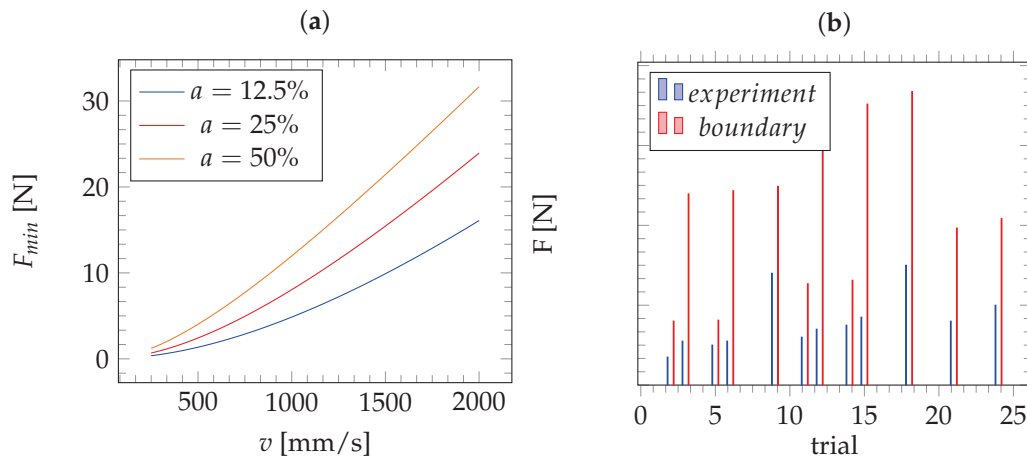 (a)
F_min [N]
30
20
10
0
a = 12.5%
a = 25%
a = 50%
500 1000 1500 2000
v [mm/s]
(b)
F [N]
experiment
boundary
0 5 10 15 20 25
trial